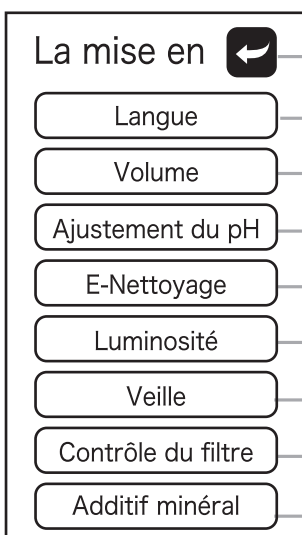 La mise en
Langue
Volume
Ajustement du pH
E-Nettoyage
Luminosité
Veille
Contrôle du filtre
Additif minéral